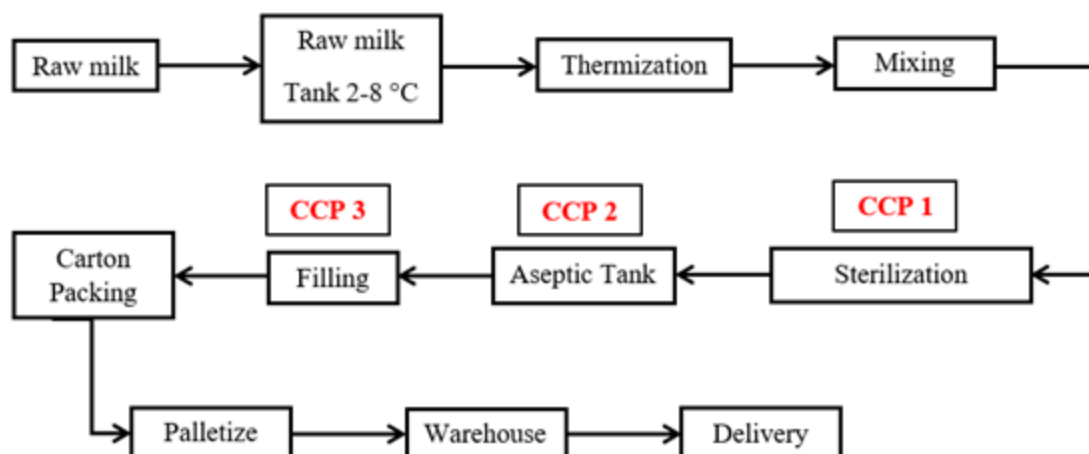 Raw milk
Raw milk
Tank 2-8 °C
Thermization
Mixing
CCP 3
CCP 2
CCP 1
Carton
Packing
Filling
Aseptic Tank
Sterilization
Palletize
Warehouse
Delivery